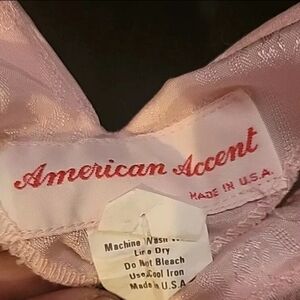 American Accent
MADE IN U.S.A.
Machine Wash
Line Dry
Do Not Bleach
Use Cool Iron
Made in U.S.A